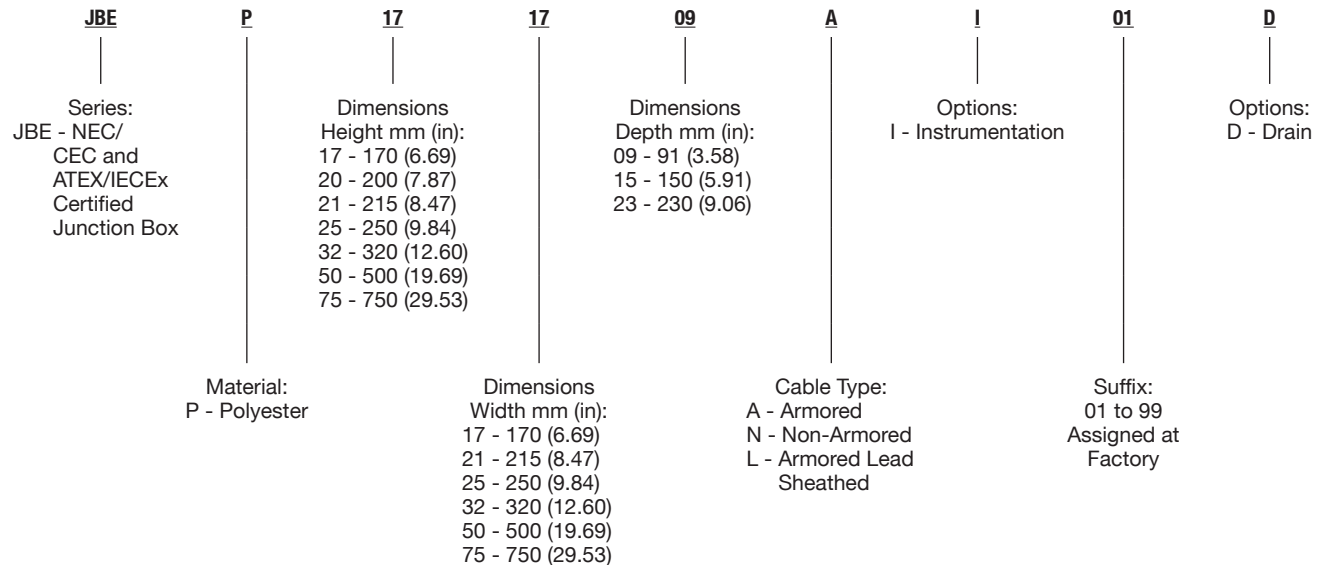 JBE P 17 17 09 A I 01 D
Series:
JBE - NEC/
CEC and
ATEX/IECEx
Certified
Junction Box
Dimensions
Height mm (in):
17 - 170 (6.69)
20 - 200 (7.87)
21 - 215 (8.47)
25 - 250 (9.84)
32 - 320 (12.60)
50 - 500 (19.69)
75 - 750 (29.53)
Dimensions
Depth mm (in):
09 - 91 (3.58)
15 - 150 (5.91)
23 - 230 (9.06)
Options:
I - Instrumentation
Options:
D - Drain
Material:
P - Polyester
Dimensions
Width mm (in):
17 - 170 (6.69)
21 - 215 (8.47)
25 - 250 (9.84)
32 - 320 (12.60)
50 - 500 (19.69)
75 - 750 (29.53)
Cable Type:
A - Armored
N - Non-Armored
L - Armored Lead
Sheathed
Suffix:
01 to 99
Assigned at
Factory